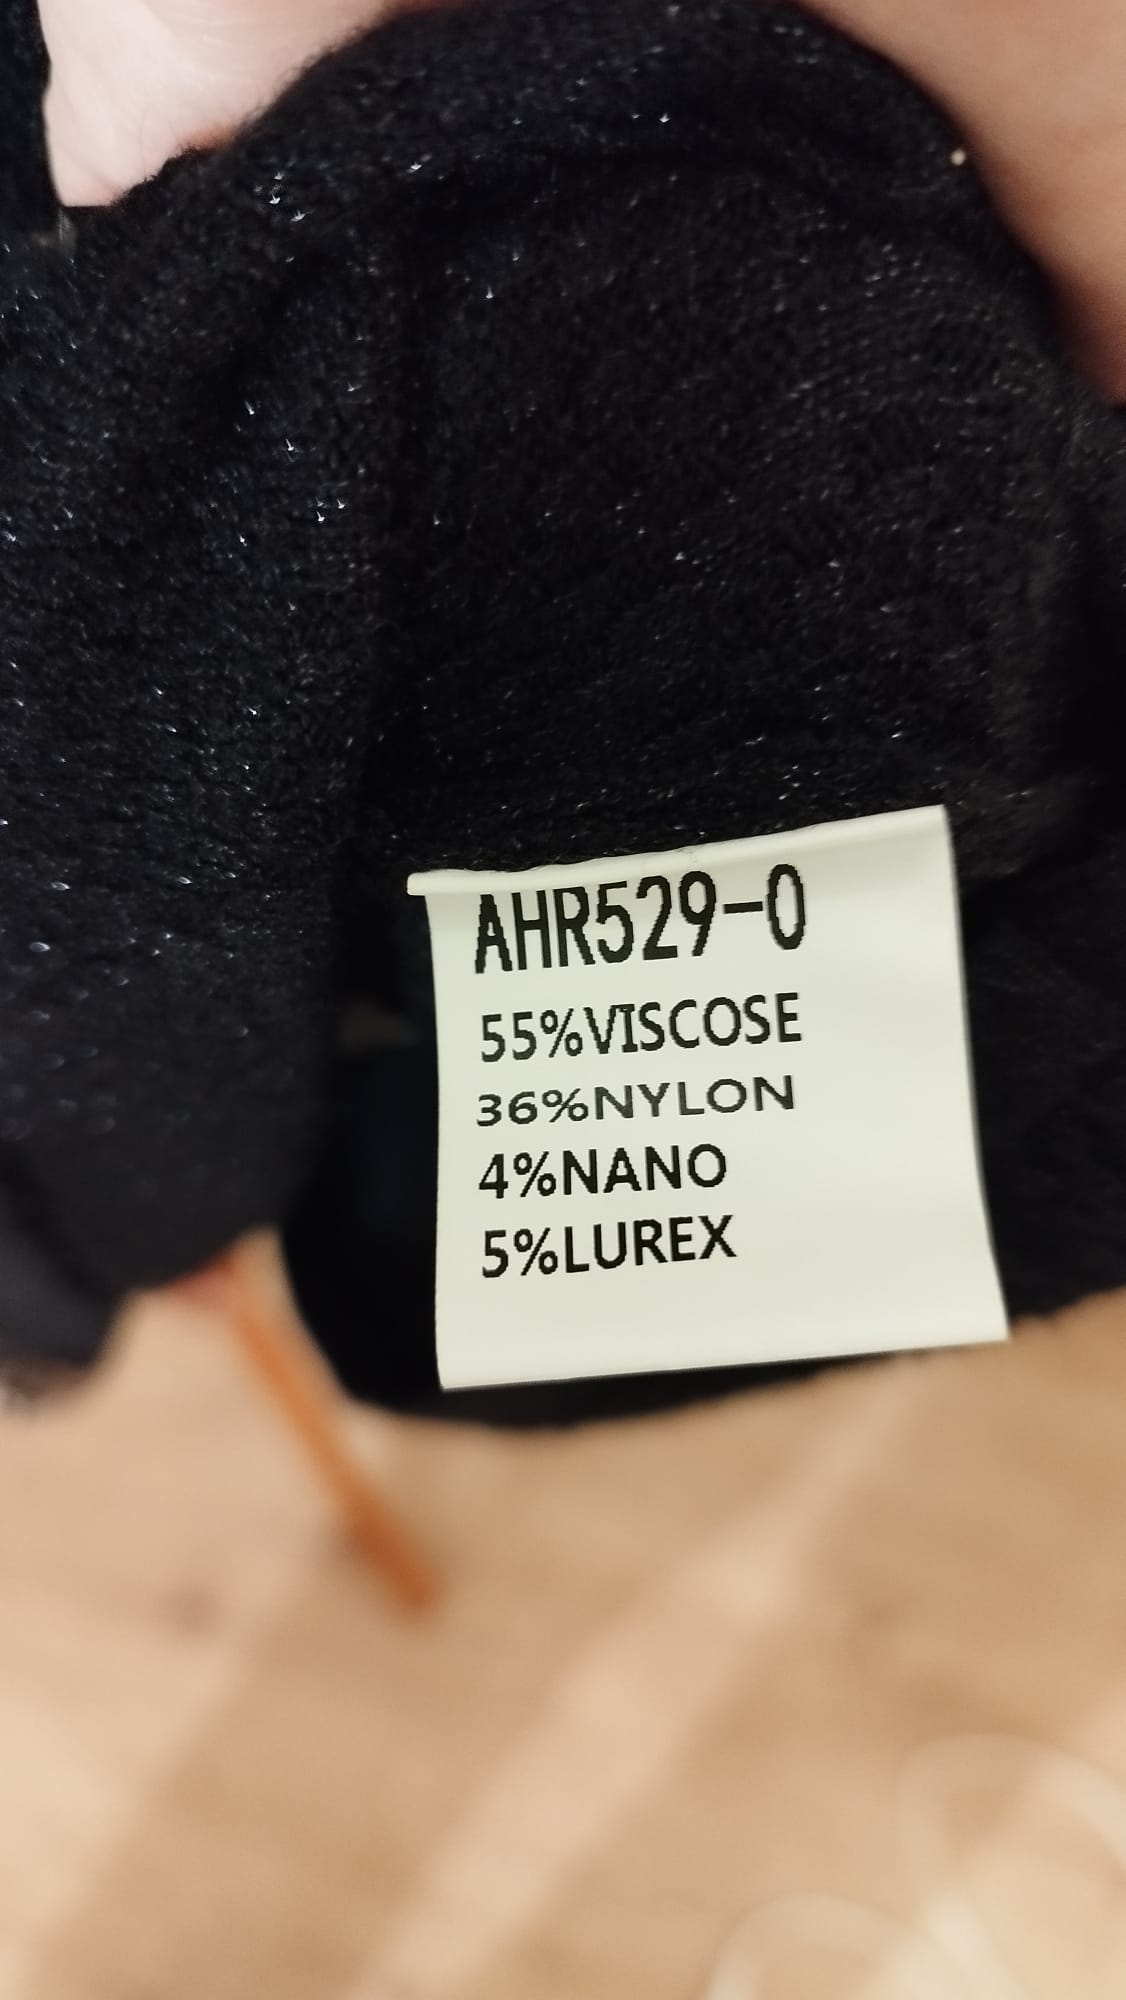 AHR529-0
55%VISCOSE
36%NYLON
4%NANO
5%LUREX